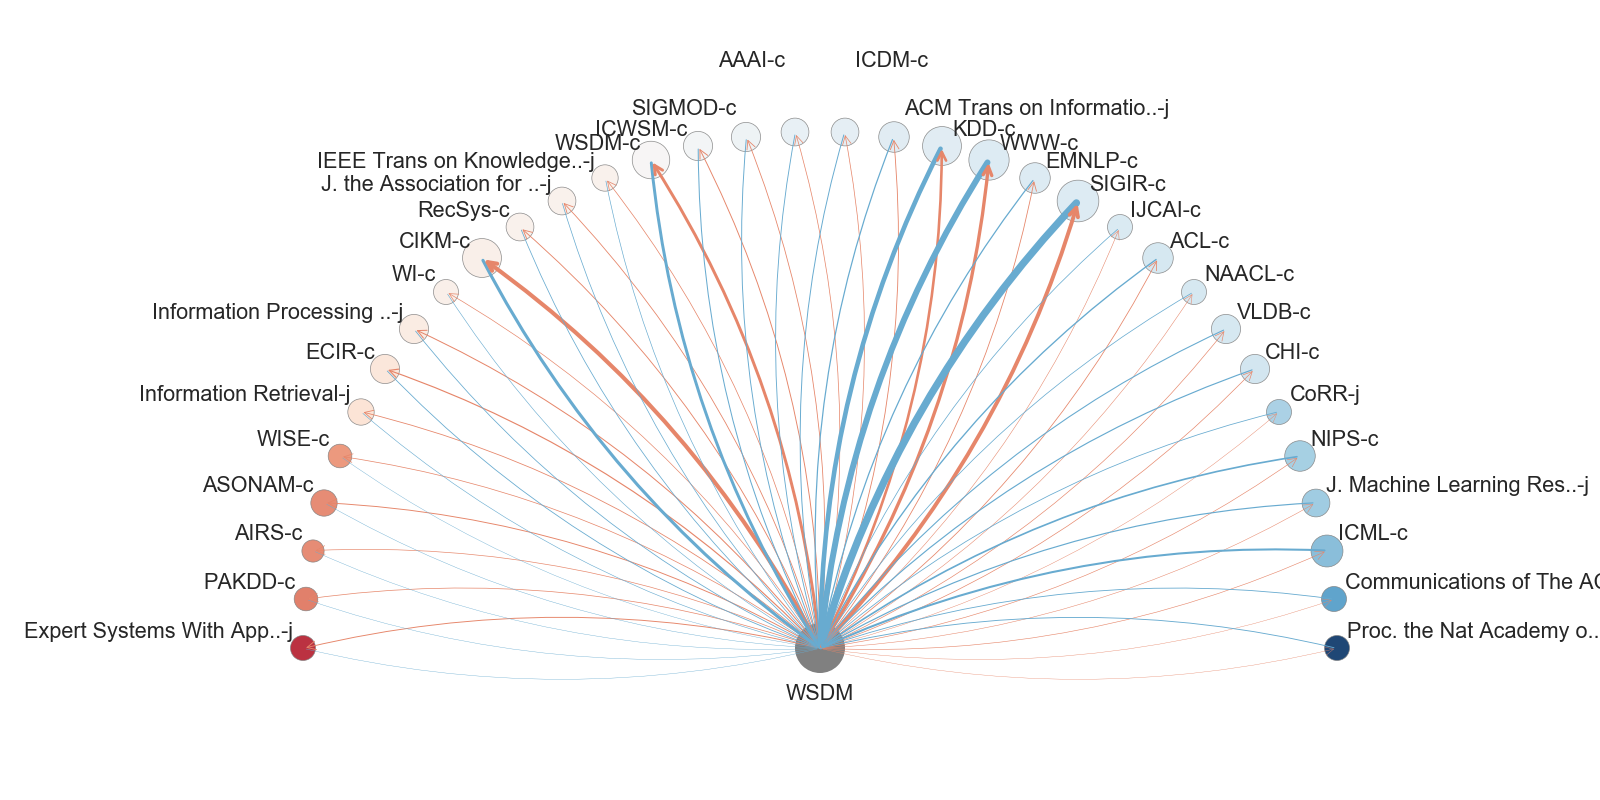 AAAI-c
ICDM-c
SIGMOD-c
ACM Trans on Informatio..-j
ICWSM-c
KDD-c
WSDM-c
WWW-c
IEEE Trans on Knowledge..-j
EMNLP-c
J. the Association for ..-j
SIGIR-c
RecSys-c
IJCAI-c
CIKM-c
ACL-c
WI-c
NAACL-c
Information Processing ..-j
VLDB-c
ECIR-c
CHI-c
Information Retrieval-j
CoRR-j
WISE-c
NIPS-c
ASONAM-c
J. Machine Learning Res..-j
AIRS-c
ICML-c
PAKDD-c
Communications of The AC
Expert Systems With App..-j
Proc. the Nat Academy o..
WSDM